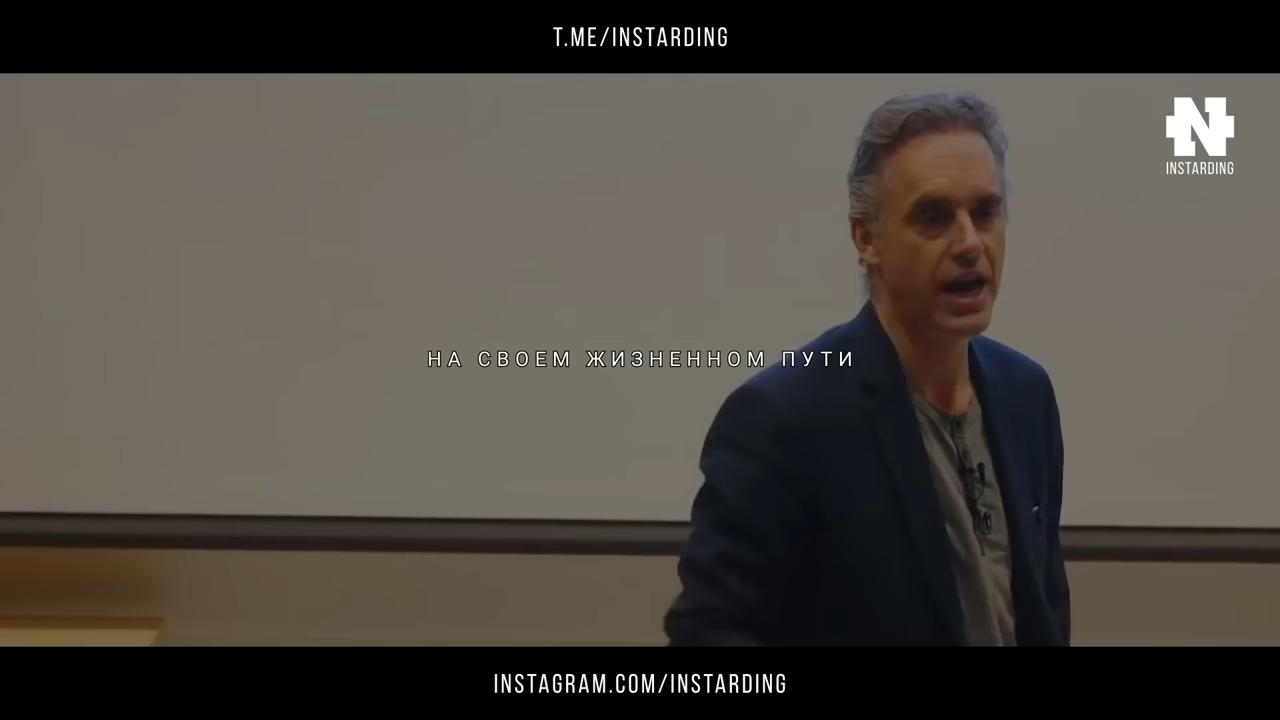 T.ME/INSTARDING
N
INSTARDING
НА СВОЕМ ЖИЗНЕННОМ ПУТИ
INSTAGRAM.COM/INSTARDING